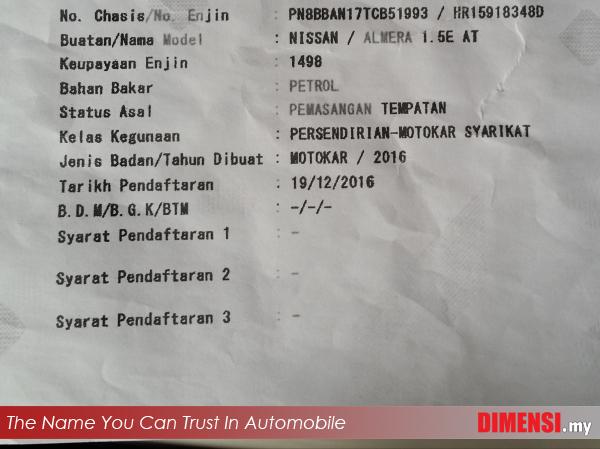 No. Chasis/No. Enjin : PN8BBAN17TCB51993 / HR15918348D
Buatan/Nama Model : NISSAN / ALMERA 1.5E AT
Keupayaan Enjin : 1498
Bahan Bakar : PETROL
Status Asal : PEMASANGAN TEMPATAN
Kelas Kegunaan : PERSENDIRIAN-MOTOKAR SYARIKAT
Jenis Badan/Tahun Dibuat : MOTOKAR / 2016
Tarikh Pendaftaran : 19/12/2016
B.D.M/B.G.K/BTM : -/-/-
Syarat Pendaftaran 1 : -
Syarat Pendaftaran 2 : -
Syarat Pendaftaran 3 : -
The Name You Can Trust In Automobile DIMENSI.my